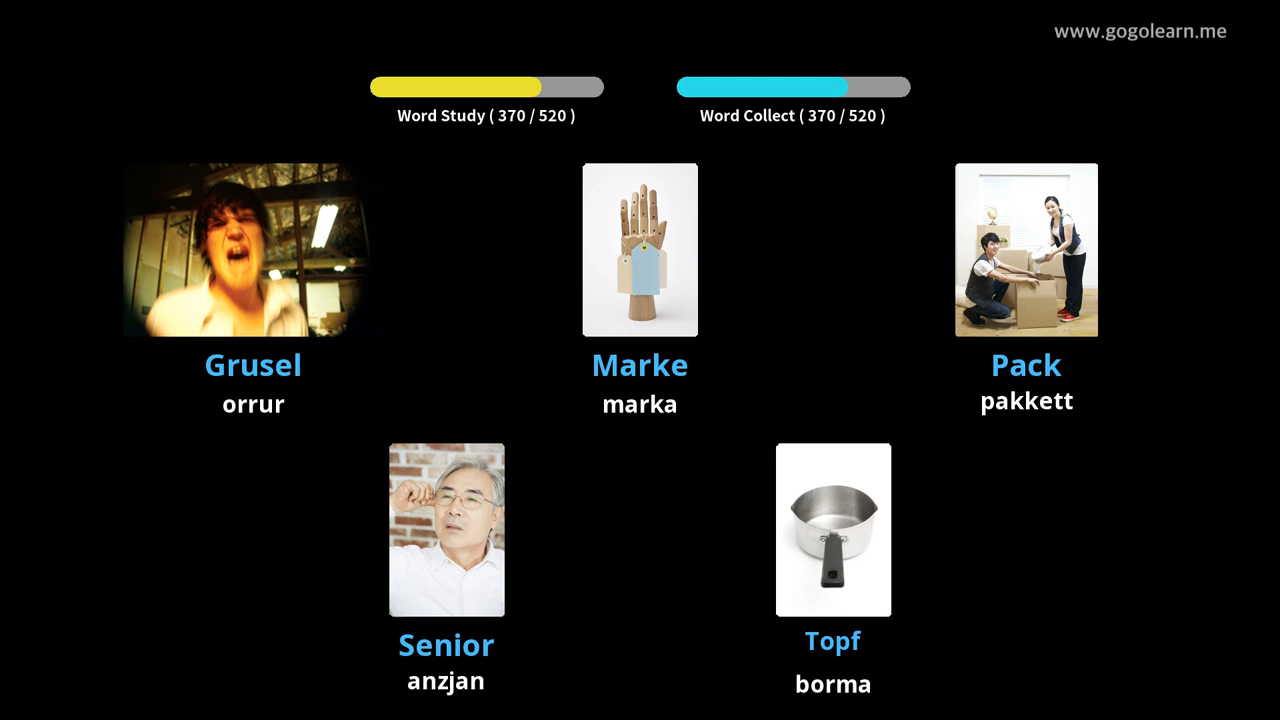 www.gogolearn.me
Word Study ( 370 / 520 )
Word Collect ( 370 / 520 )
Grusel
Marke
Pack
orrur
marka
pakkett
Senior
Topf
anzjan
borma